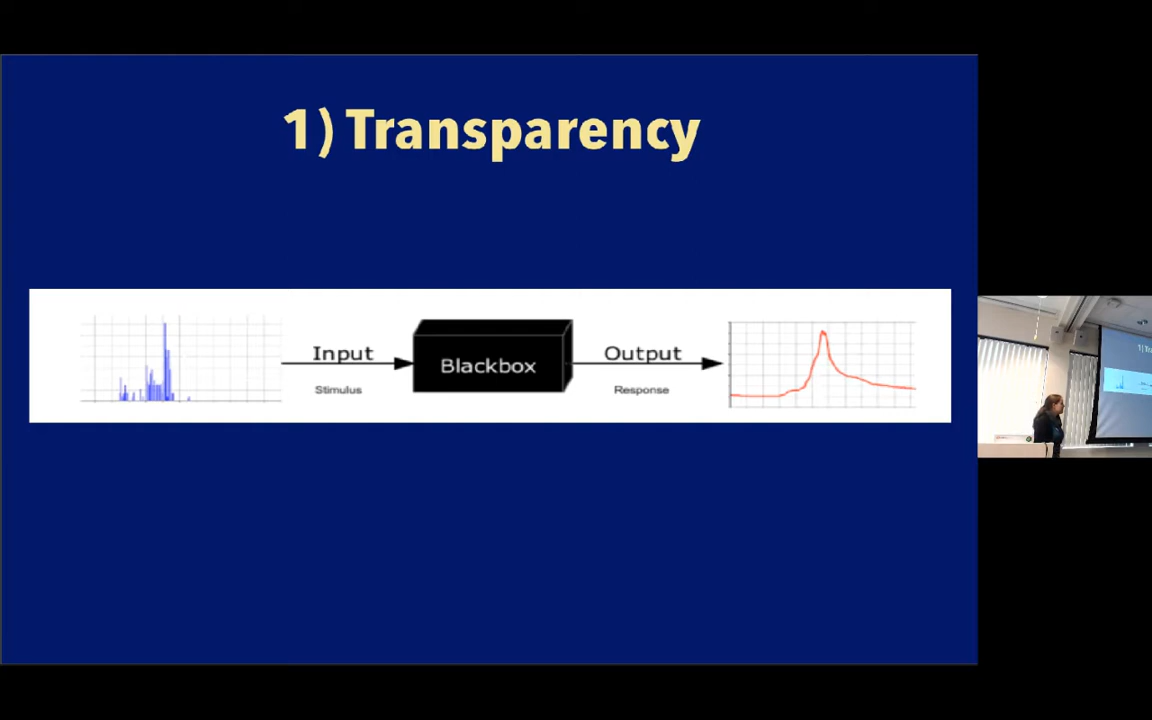 1) Transparency
Input
Stimulus
Blackbox
Output
Response